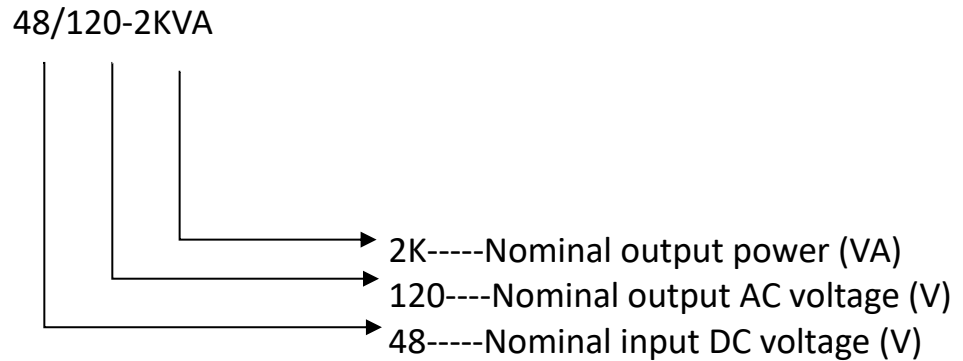 48/120-2KVA
2K-----Nominal output power (VA)
120----Nominal output AC voltage (V)
48-----Nominal input DC voltage (V)